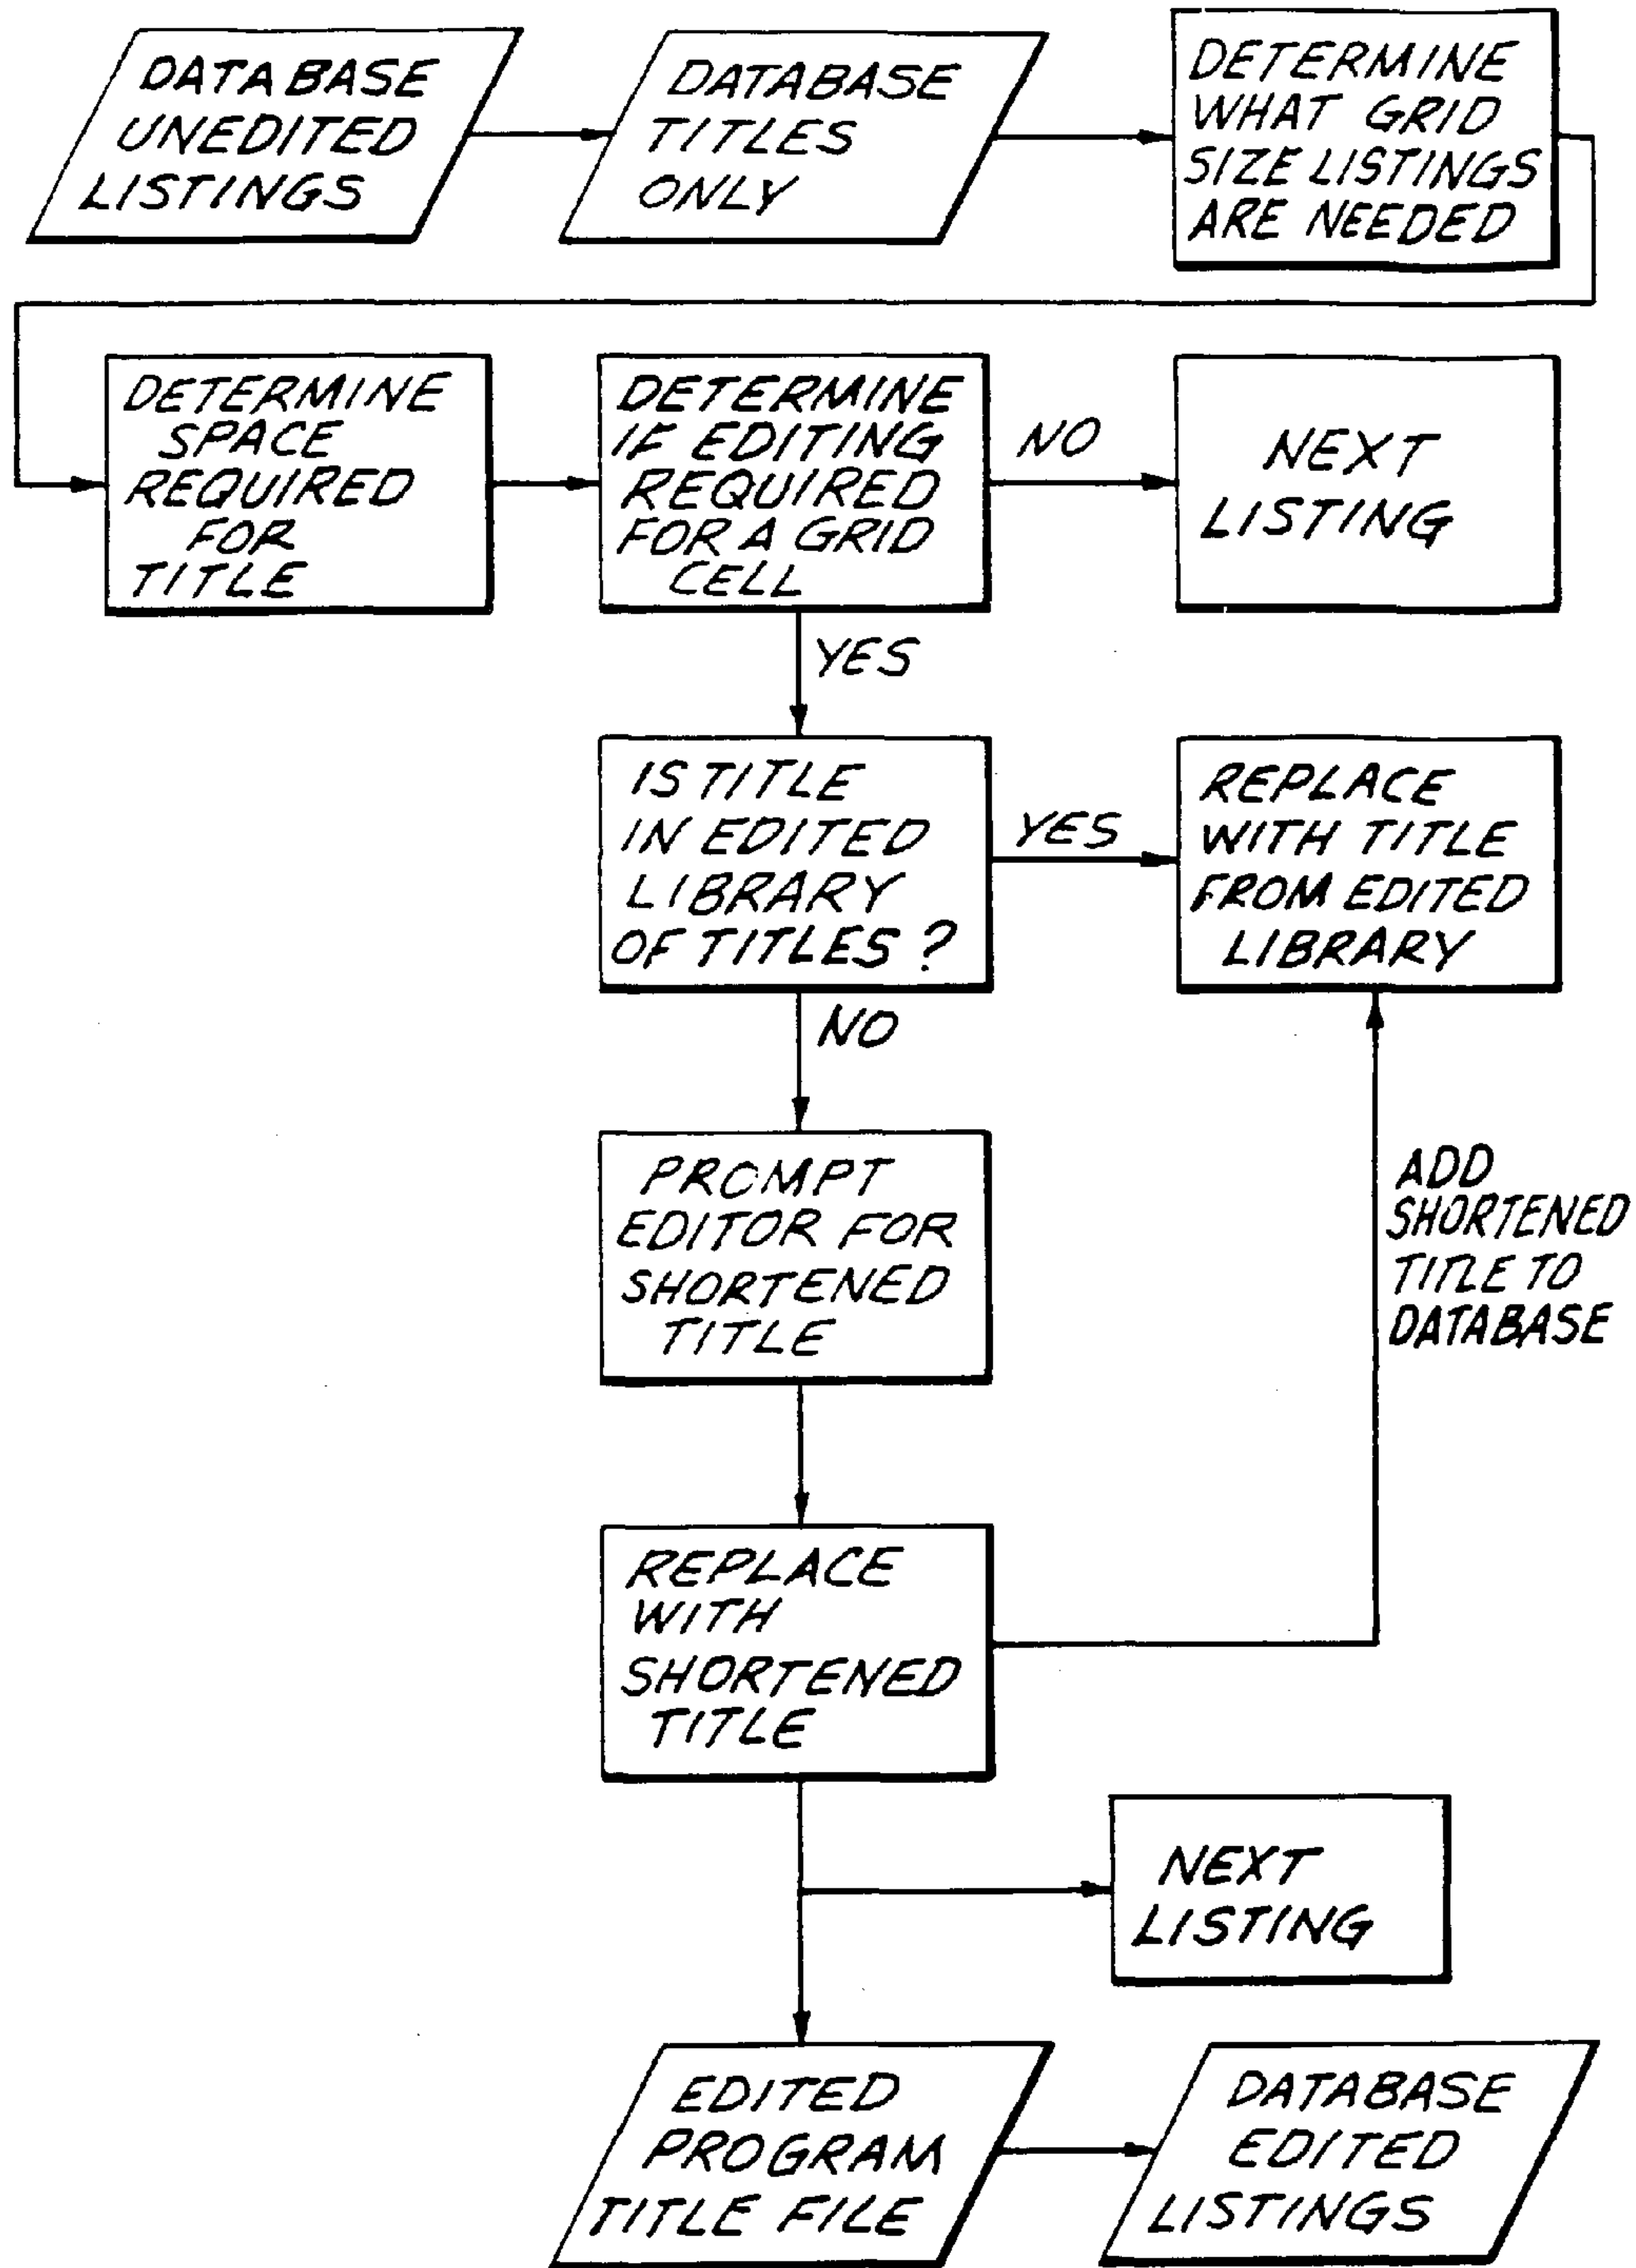 DATABASE
UNEDITED
LISTINGS
DATABASE
TITLES
ONLY
DETERMINE
WHAT GRID
SIZE LISTINGS
ARE NEEDED
DETERMINE
SPACE
REQUIRED
FOR
TITLE
DETERMINE
IF EDITING
REQUIRED
FOR A GRID
CELL
NO
NEXT
LISTING
YES
IS TITLE
IN EDITED
LIBRARY
OF TITLES ?
YES
REPLACE
WITH TITLE
FROM EDITED
LIBRARY
NO
PROMPT
EDITOR FOR
SHORTENED
TITLE
ADD
SHORTENED
TITLE TO
DATABASE
REPLACE
WITH
SHORTENED
TITLE
NEXT
LISTING
EDITED
PROGRAM
TITLE FILE
DATABASE
EDITED
LISTINGS